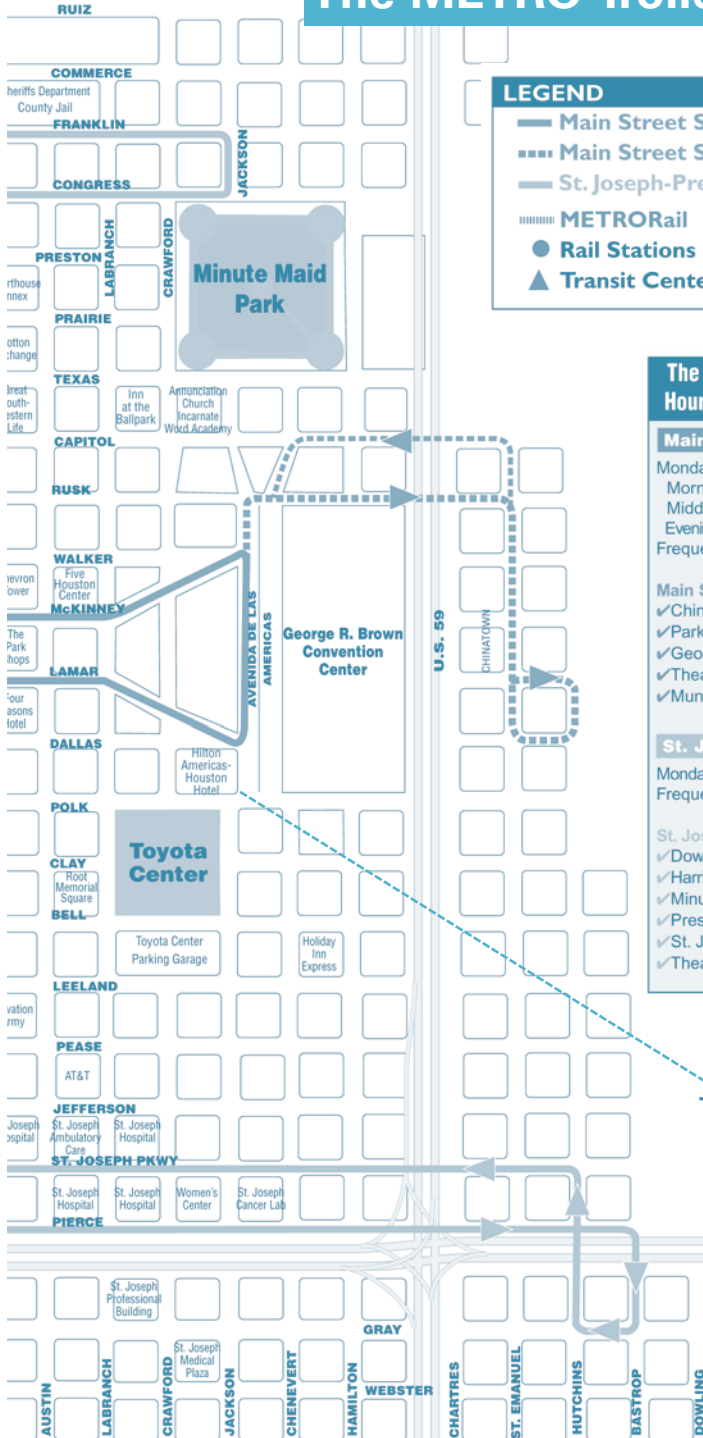 The METRO
RUIZ
COMMERCE
Sheriffs Department
County Jail
FRANKLIN
JACKSON
CONGRESS
LABRANCH
CRAWFORD
PRESTON
Minute Maid
Park
PRAIRIE
TEXAS
Inn
at the
Ballpark
Annunciation
Church
Incarnate
Word Academy
CAPITOL
RUSK
WALKER
Five
Houston
Center
McKINNEY
The
Park
Shops
LAMAR
AVENIDA DE LAS
AMERICAS
George R. Brown
Convention
Center
U.S. 59
CHINATOWN
DALLAS
Hilton
Americas-
Houston
Hotel
POLK
Toyota
Center
CLAY
Root
Memorial
Square
BELL
Toyota Center
Parking Garage
Holiday
Inn
Express
LEELAND
PEASE
AT&T
JEFFERSON
St. Joseph
Ambulatory
Care
St. Joseph
Hospital
ST. JOSEPH PKWY
St. Joseph
Hospital
St. Joseph
Hospital
Women's
Center
St. Joseph
Cancer Lab
PIERCE
St. Joseph
Professional
Building
St. Joseph
Medical
Plaza
GRAY
WEBSTER
AUSTIN
LABRANCH
CRAWFORD
JACKSON
CHENEVERT
HAMILTON
CHARTRES
ST. EMANUEL
HUTCHINS
BASTROP
DOWLING
LEGEND
Main Street S
Main Street S
St. Joseph-Pre
METRORail
Rail Stations
Transit Cente
The
Hour
Main
Monda
Morn
Midd
Eveni
Freque
Main S
✔Chin
✔Park
✔Geo
✔Thea
✔Mun
St. J
Monda
Freque
St. Jos
✔Dow
✔Harr
✔Minu
✔Pres
✔St. J
✔Thea